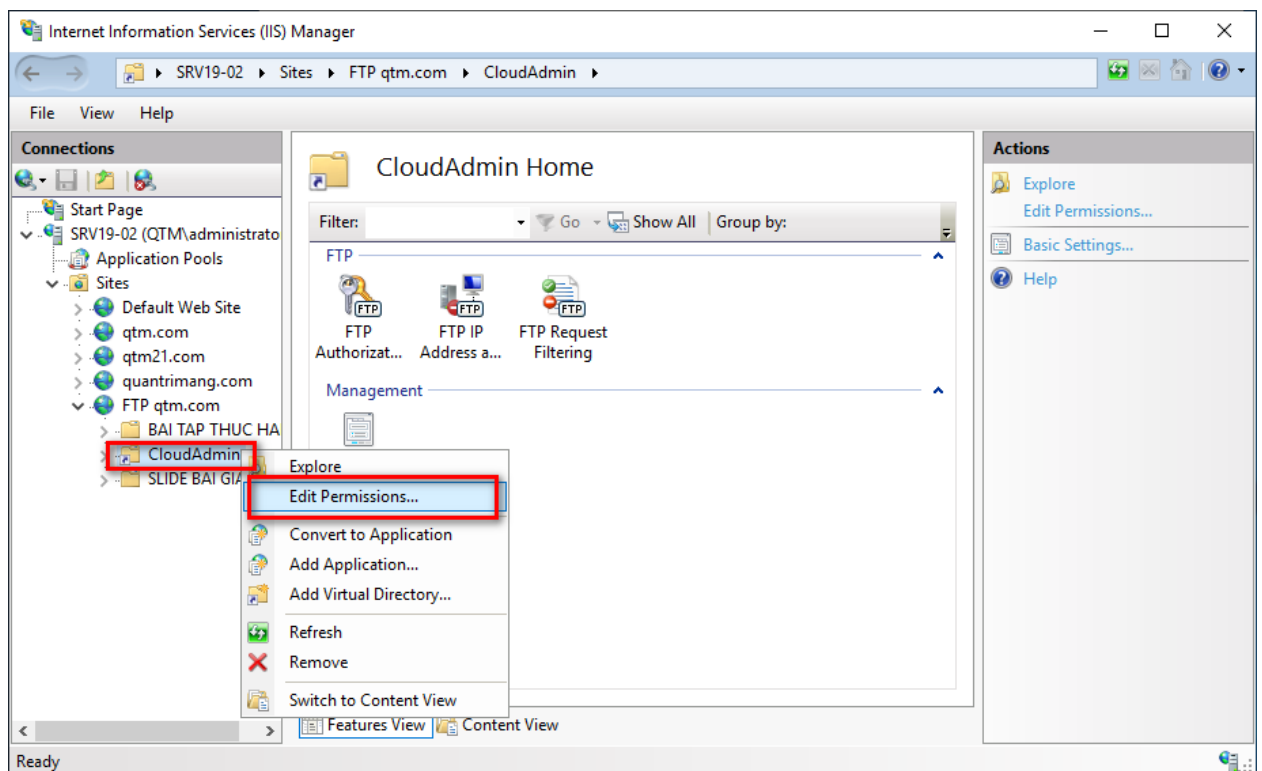 Internet Information Services (IIS) Manager
SRV19-02 Sites FTP qtm.com CloudAdmin
File View Help
Connections
Start Page
SRV19-02 (QTM\administrato
Application Pools
Sites
Default Web Site
qtm.com
qtm21.com
quantrimang.com
FTP qtm.com
BAI TAP THUC HA
CloudAdmin
SLIDE BAI GIA
CloudAdmin Home
Filter: Go Show All Group by:
FTP
FTP
FTP
FTP
FTP Authorizat...
FTP IP Address a...
FTP Request Filtering
Management
Explore
Edit Permissions...
Convert to Application
Add Application...
Add Virtual Directory...
Refresh
Remove
Switch to Content View
Features View Content View
Actions
Explore
Edit Permissions...
Basic Settings...
Help
Ready